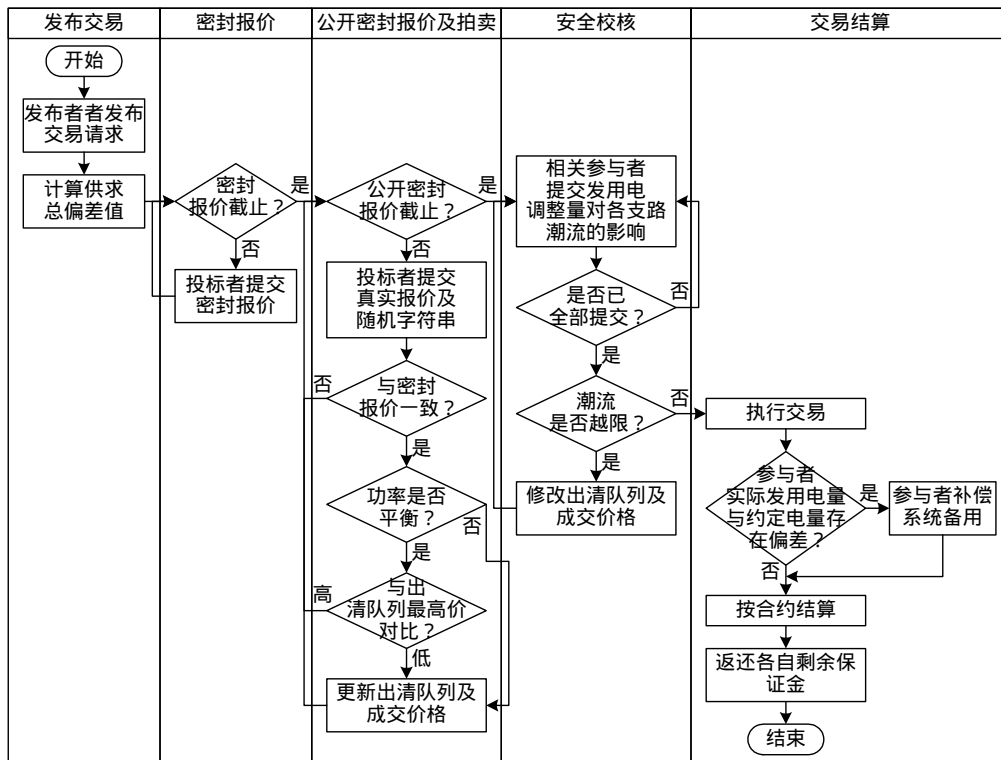 发布交易
密封报价
公开密封报价及拍卖
安全校核
交易结算
开始
发布者者发布
交易请求
计算供求
总偏差值
密封
报价截止？
是
否
投标者提交
密封报价
公开密封
报价截止？
是
否
投标者提交
真实报价及
随机字符串
否
与密封
报价一致？
是
功率是否
平衡？
否
是
高
与出
清队列最高价
对比？
低
更新出清队列及
成交价格
相关参与者
提交发用电
调整量对各支路
潮流的影响
是否已
全部提交？
否
是
潮流
是否越限？
否
是
修改出清队列及
成交价格
执行交易
参与者
实际发用电量
与约定电量存
在偏差？
是
参与者补偿
系统备用
否
按合约结算
返还各自剩余保
证金
结束